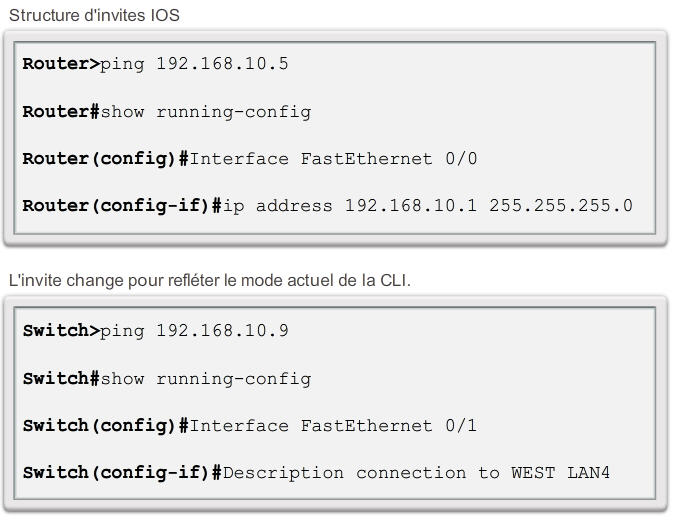 Structure d'invites IOS
Router>ping 192.168.10.5
Router#show running-config
Router(config)#Interface FastEthernet 0/0
Router(config-if)#ip address 192.168.10.1 255.255.255.0
L'invite change pour refléter le mode actuel de la CLI.
Switch>ping 192.168.10.9
Switch#show running-config
Switch(config)#Interface FastEthernet 0/1
Switch(config-if)#Description connection to WEST LAN4